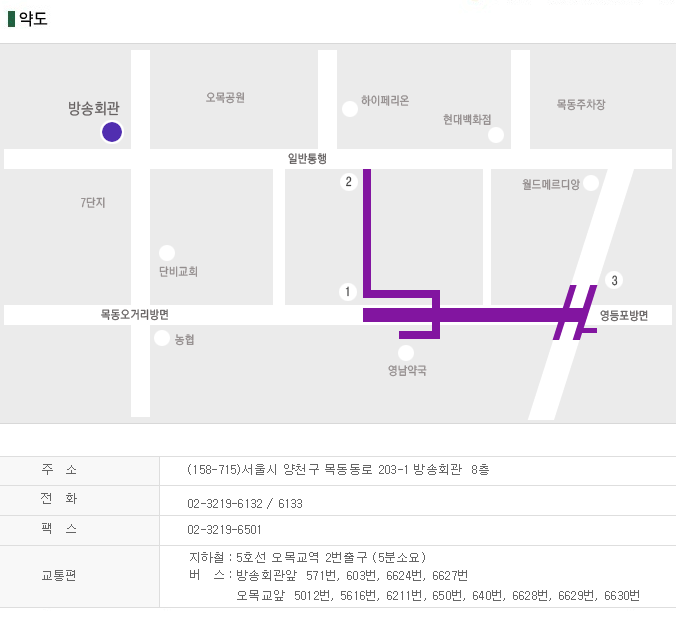 약도
방송회관
오목공원
하이페리온
현대백화점
목동주차장
일반통행
2
월드메르디앙
7단지
단비교회
3
1
목동오거리방면
영등포방면
농협
영남약국
주 소 (158-715)서울시 양천구 목동동로 203-1 방송회관 8층
전 화 02-3219-6132 / 6133
팩 스 02-3219-6501
교통편 지하철 : 5호선 오목교역 2번출구 (5분소요)
버 스 : 방송회관앞 571번, 603번, 6624번, 6627번
오목교앞 5012번, 5616번, 6211번, 650번, 640번, 6628번, 6629번, 6630번